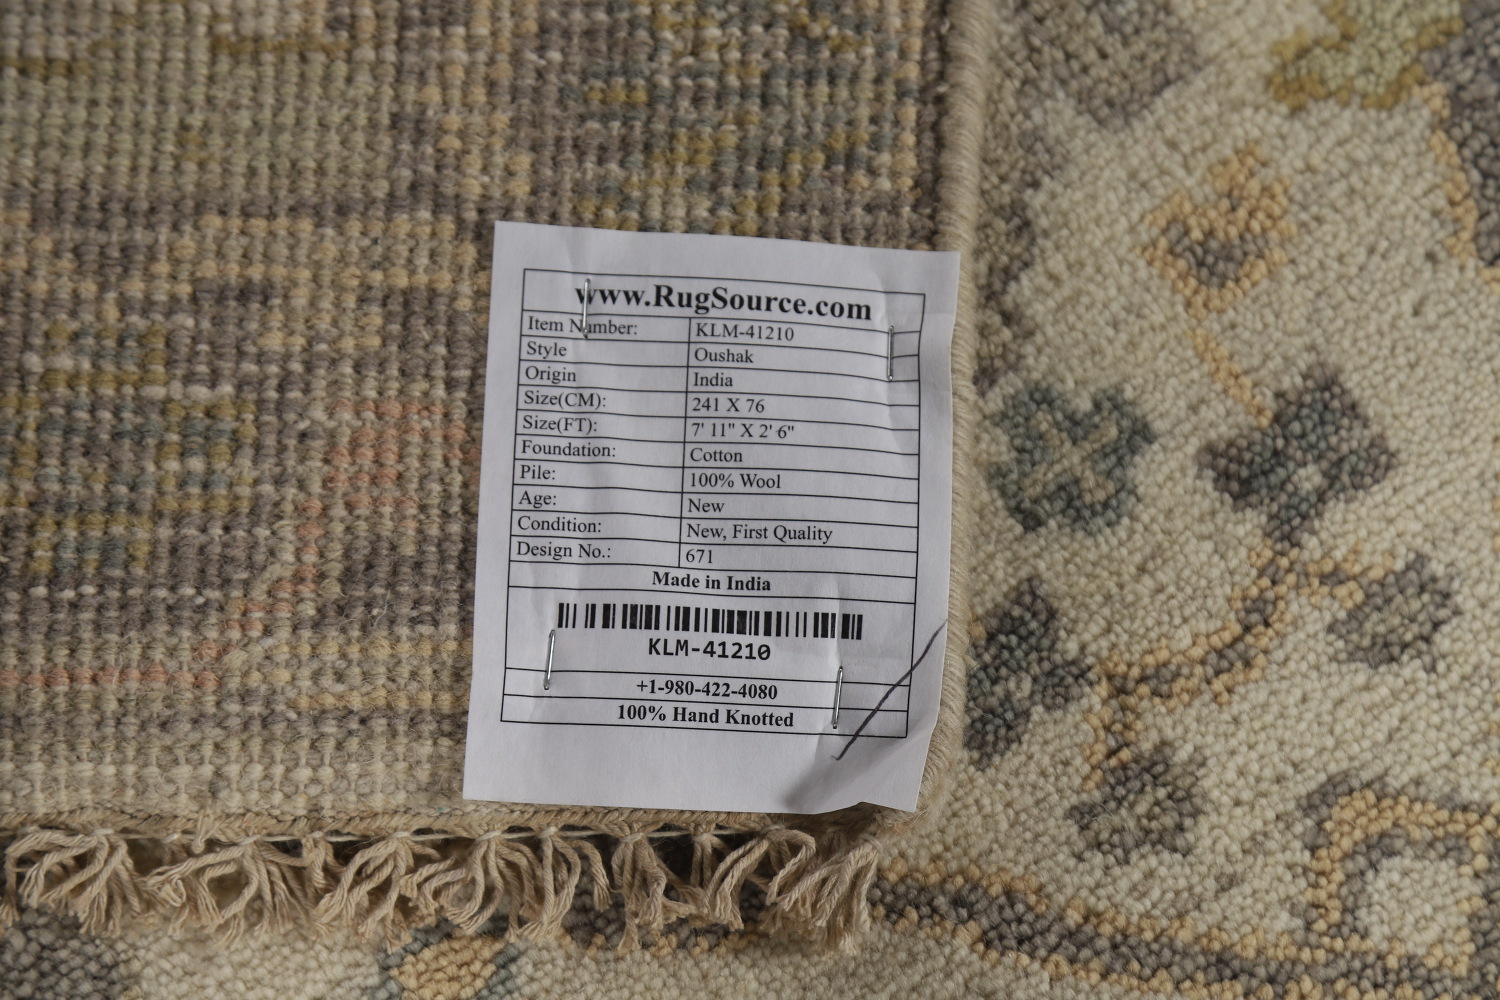 www.RugSource.com
Item Number: KLM-41210
Style Oushak
Origin India
Size(CM): 241 X 76
Size(FT): 7' 11" X 2' 6"
Foundation: Cotton
Pile: 100% Wool
Age: New
Condition: New, First Quality
Design No.: 671
Made in India
KLM-41210
+1-980-422-4080
100% Hand Knotted